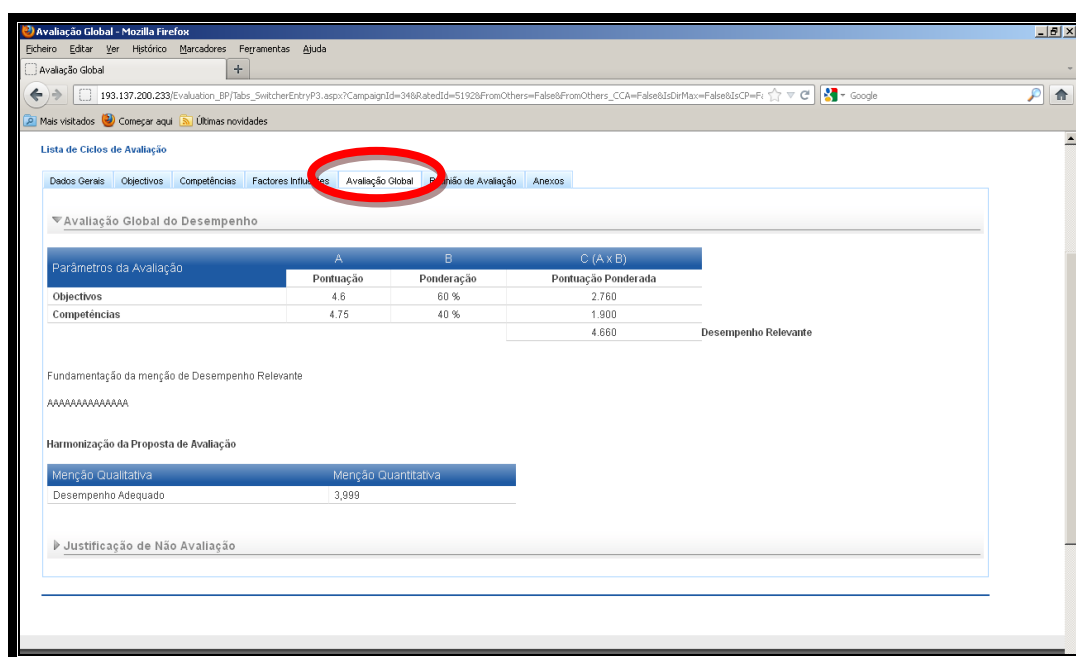 Avaliação Global - Mozilla Firefox
Ficheiro Editar Ver Histórico Marcadores Ferramentas Ajuda
Avaliação Global
193.137.200.233/Evaluation_BP/Tabs_SwitcherEntryP3.aspx?CampaignId=34&RatedId=5192&FromOthers=False&FromOthers_CCA=False&IsDirMax=False&IsCP=F Google
Mais visitados Começar aqui Últimas novidades
Lista de Ciclos de Avaliação
Dados Gerais Objectivos Competências Factores Avaliação Global de Avaliação Anexos
Avaliação Global do Desempenho
Parâmetros da Avaliação A B C (A x B)
Pontuação Ponderação Pontuação Ponderada
Objectivos 4.6 60 % 2.760
Competências 4.75 40 % 1.900
4.660 Desempenho Relevante
Fundamentação da menção de Desempenho Relevante
AAAAAAAAAAAAA
Harmonização da Proposta de Avaliação
Menção Qualitativa Menção Quantitativa
Desempenho Adequado 3,999
Justificação de Não Avaliação